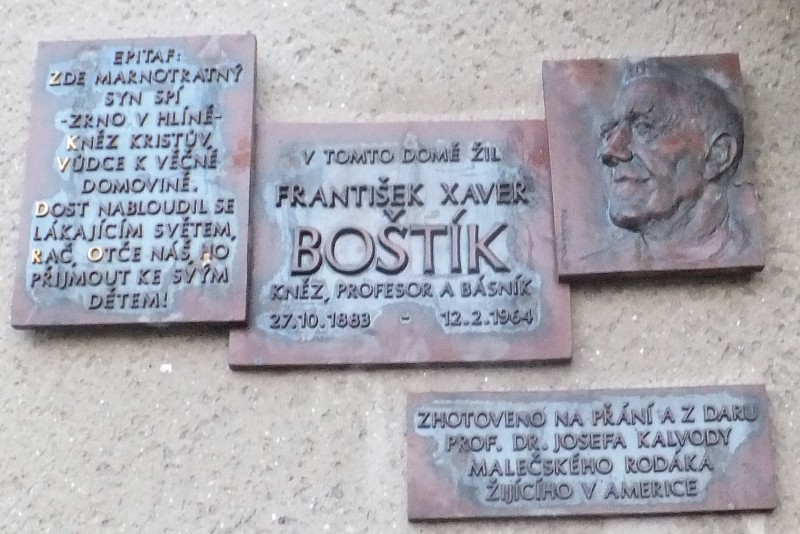 EPITAF:
ZDE MARNOTRATNÝ
SYN SPÍ
-ZRNO V HLÍNĚ-
KNĚZ KRISTŮV,
VŮDCE K VĚČNÉ
DOMOVINĚ.
DOST NABLOUDIL SE
LÁKAJÍCÍM SVĚTEM,
RAČ, OTČE NÁŠ, HO
PŘIJMOUT KE SVÝM
DĚTEM!
V TOMTO DOMĚ ŽIL
FRANTIŠEK XAVER
BOŠTÍK
KNĚZ, PROFESOR A BÁSNÍK
27.10.1883 - 12.2.1964
ZHOTOVENO NA PŘÁNÍ A Z DARU
PROF. DR. JOSEFA KALVODY
MALEČSKÉHO RODÁKA
ŽIJÍCÍHO V AMERICE